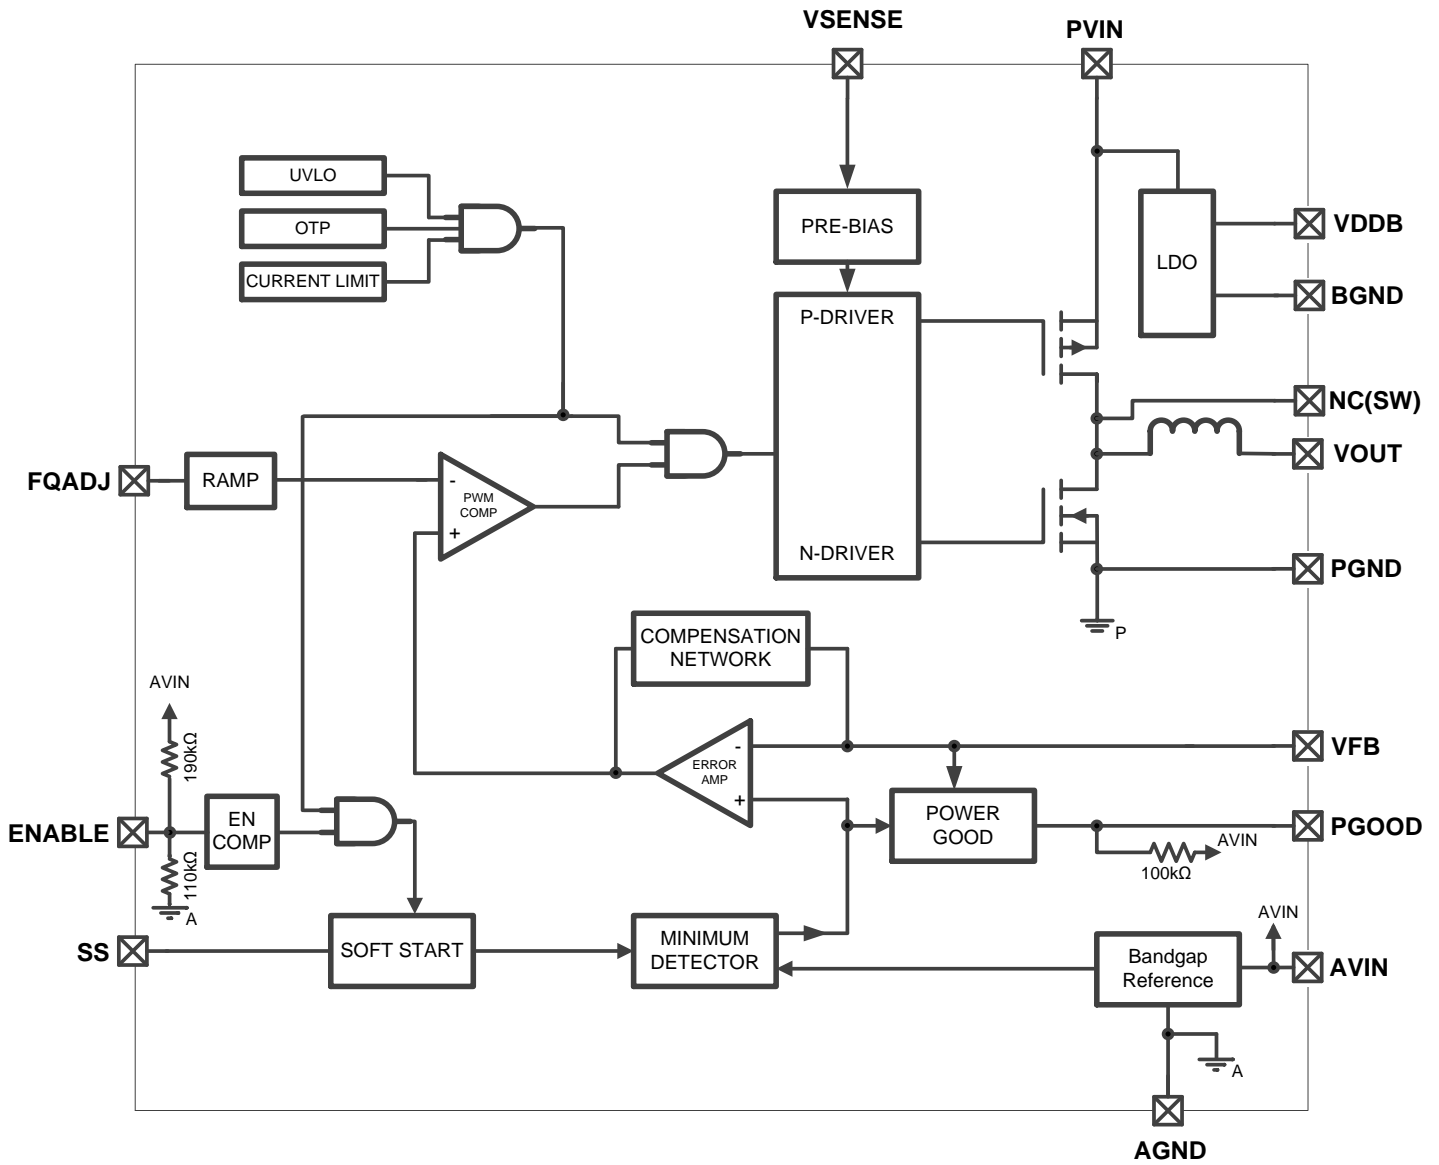 VSENSE
PVIN
UVLO
OTP
CURRENT LIMIT
PRE-BIAS
LDO
VDDB
BGND
P-DRIVER
N-DRIVER
NC(SW)
VOUT
FQADJ
RAMP
-
PWM
COMP
+
PGND
P
COMPENSATION
NETWORK
AVIN
190kΩ
-
ERROR
AMP
+
VFB
ENABLE
EN
COMP
110kΩ
A
POWER
GOOD
PGOOD
AVIN
100kΩ
SS
SOFT START
MINIMUM
DETECTOR
Bandgap
Reference
AVIN
AVIN
A
AGND